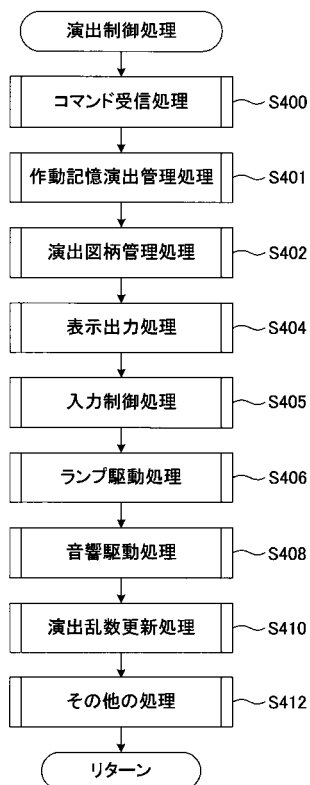 演出制御処理
コマンド受信処理 S400
作動記憶演出管理処理 S401
演出図柄管理処理 S402
表示出力処理 S404
入力制御処理 S405
ランプ駆動処理 S406
音響駆動処理 S408
演出乱数更新処理 S410
その他の処理 S412
リターン